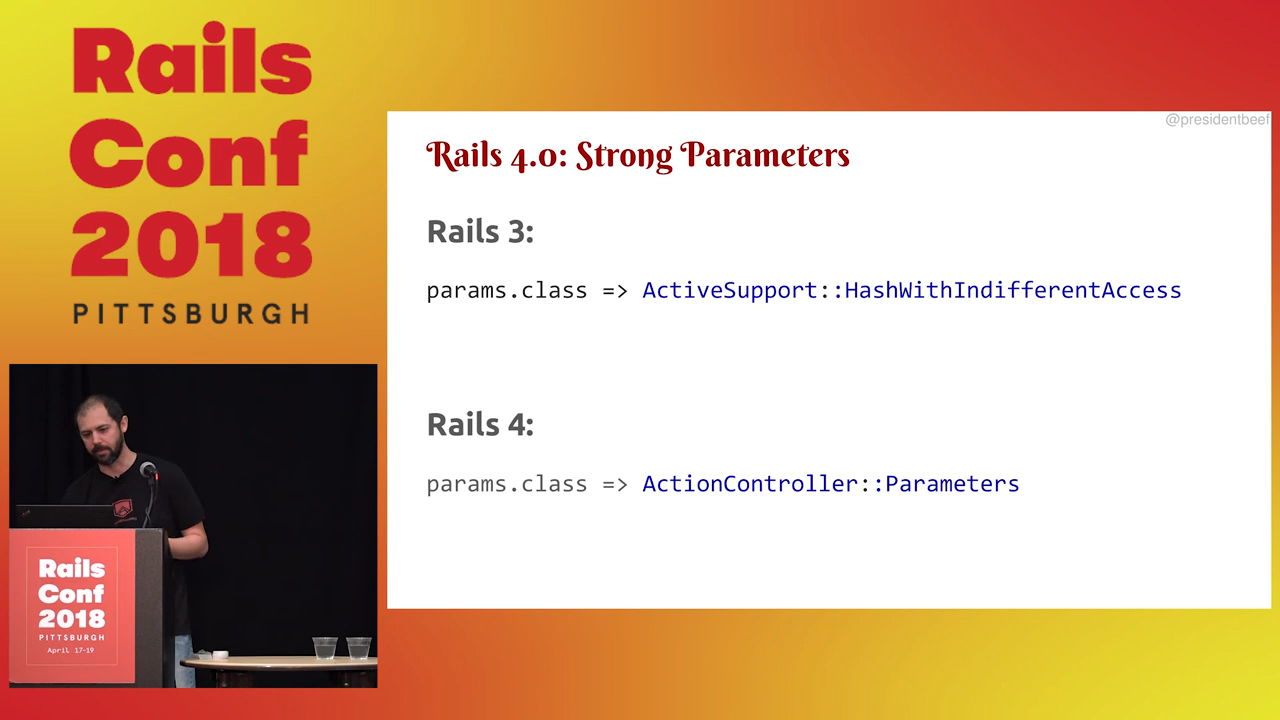 Rails
Conf
2018
PITTSBURGH
@presidentbeef
Rails 4.0: Strong Parameters
Rails 3:
params.class => ActiveSupport::HashWithIndifferentAccess
Rails 4:
params.class => ActionController::Parameters
Rails
Conf
2018
PITTSBURGH
April 17-19